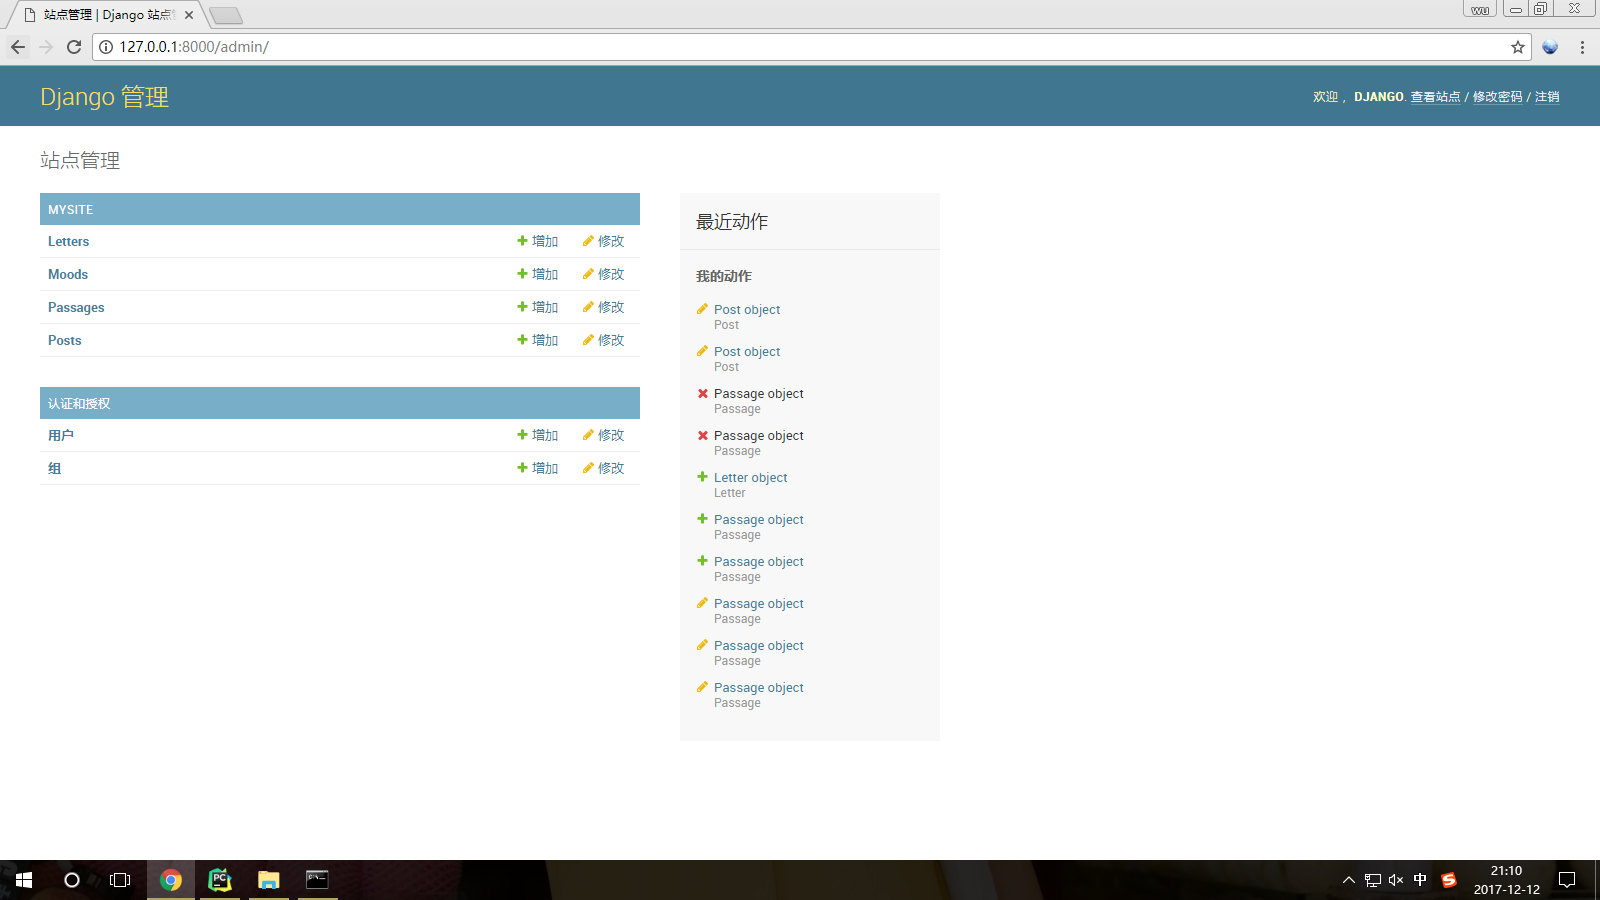 站点管理 | Django 站点
wu
127.0.0.1:8000/admin/
Django 管理
欢迎， DJANGO. 查看站点 / 修改密码 / 注销
站点管理
MYSITE
Letters 增加 修改
Moods 增加 修改
Passages 增加 修改
Posts 增加 修改
认证和授权
用户 增加 修改
组 增加 修改
最近动作
我的动作
Post object
Post
Post object
Post
Passage object
Passage
Passage object
Passage
Letter object
Letter
Passage object
Passage
Passage object
Passage
Passage object
Passage
Passage object
Passage
Passage object
Passage
PC
中
S
21:10
2017-12-12